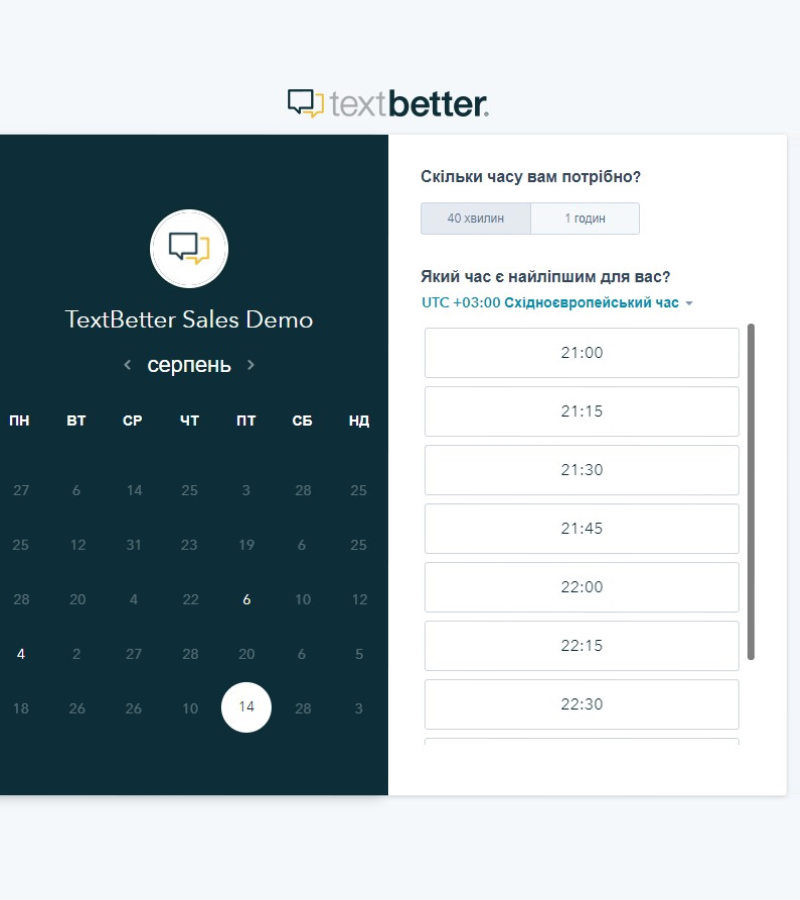 textbetter.
TextBetter Sales Demo
серпень
ПН ВТ СР ЧТ ПТ СБ НД
27 6 14 25 3 28 25
25 12 31 23 19 6 25
28 20 4 22 6 10 12
4 2 27 28 20 6 5
18 26 26 10 14 28 3
Скільки часу вам потрібно?
40 хвилин 1 годин
Який час є найліпшим для вас?
UTC +03:00 Східноєвропейський час
21:00
21:15
21:30
21:45
22:00
22:15
22:30